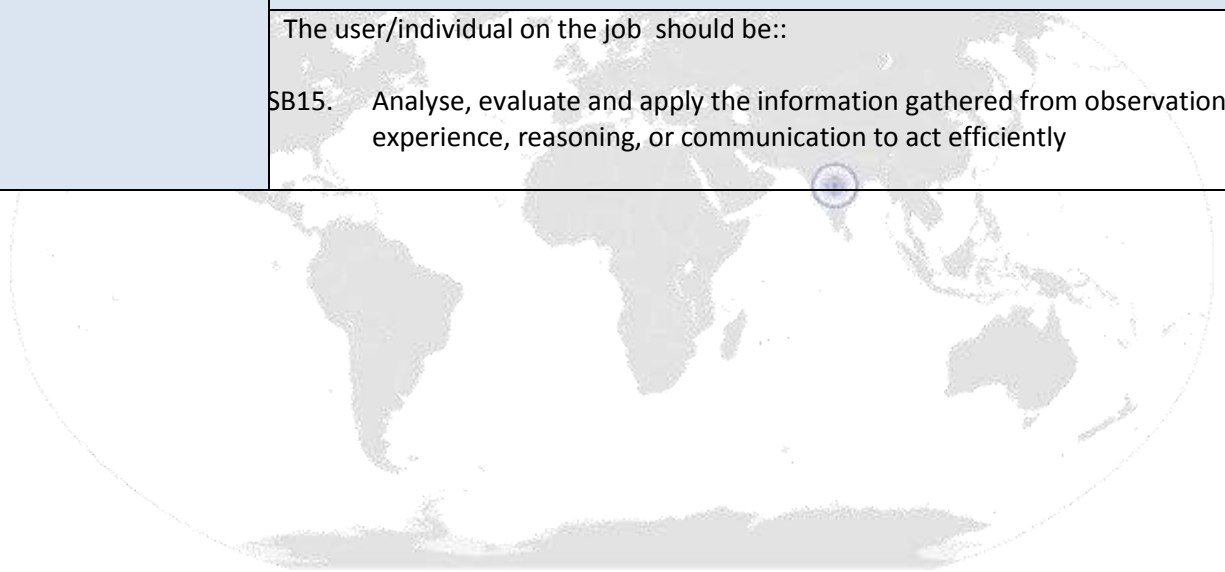 The user/individual on the job should be::
SB15. Analyse, evaluate and apply the information gathered from observation
experience, reasoning, or communication to act efficiently